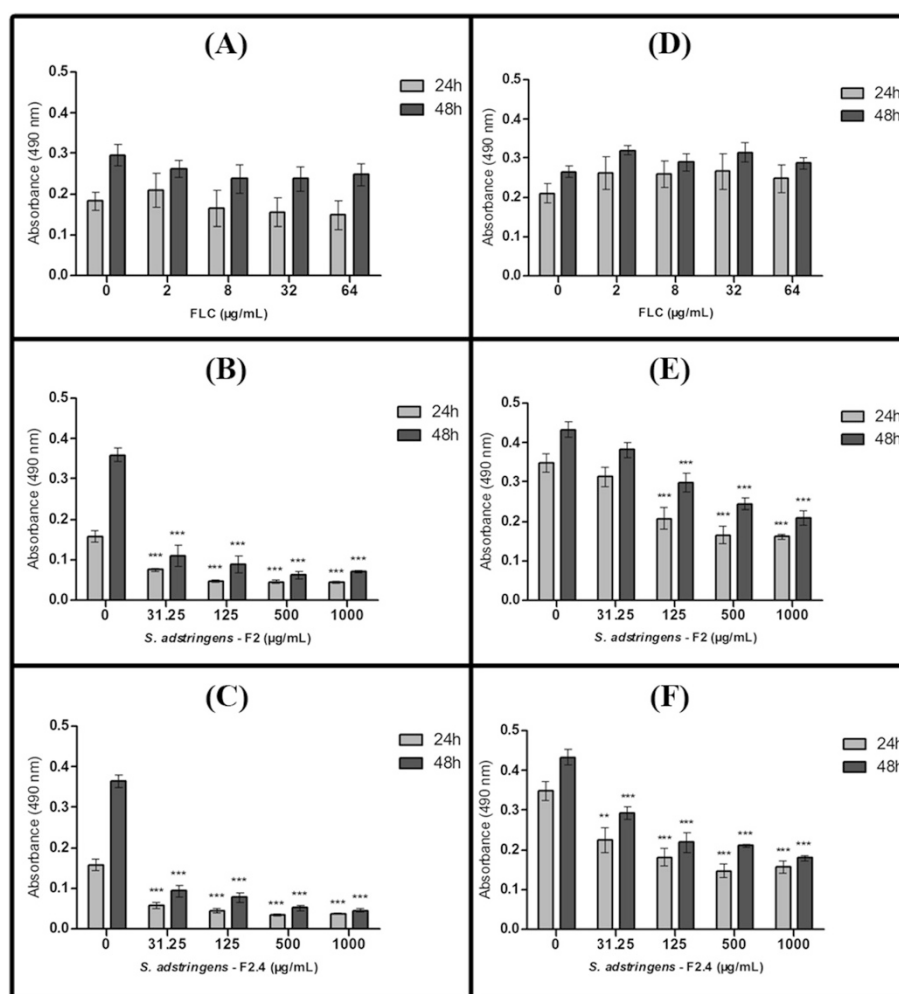 (A)
0.5
0.4
0.3
0.2
0.1
0.0
Absorbance (490 nm)
24h
48h
0 2 8 32 64
FLC (µg/mL)
(D)
0.5
0.4
0.3
0.2
0.1
0.0
Absorbance (490 nm)
24h
48h
0 2 8 32 64
FLC (µg/mL)
(B)
0.5
0.4
0.3
0.2
0.1
0.0
Absorbance (490 nm)
24h
48h
*** *** *** *** *** *** *** ***
0 31.25 125 500 1000
S. adstringens - F2 (µg/mL)
(E)
0.5
0.4
0.3
0.2
0.1
0.0
Absorbance (490 nm)
24h
48h
*** *** *** *** *** ***
0 31.25 125 500 1000
S. adstringens - F2 (µg/mL)
(C)
0.5
0.4
0.3
0.2
0.1
0.0
Absorbance (490 nm)
24h
48h
*** *** *** *** *** *** *** ***
0 31.25 125 500 1000
S. adstringens - F2.4 (µg/mL)
(F)
0.5
0.4
0.3
0.2
0.1
0.0
Absorbance (490 nm)
24h
48h
** *** *** *** *** *** *** ***
0 31.25 125 500 1000
S. adstringens - F2.4 (µg/mL)